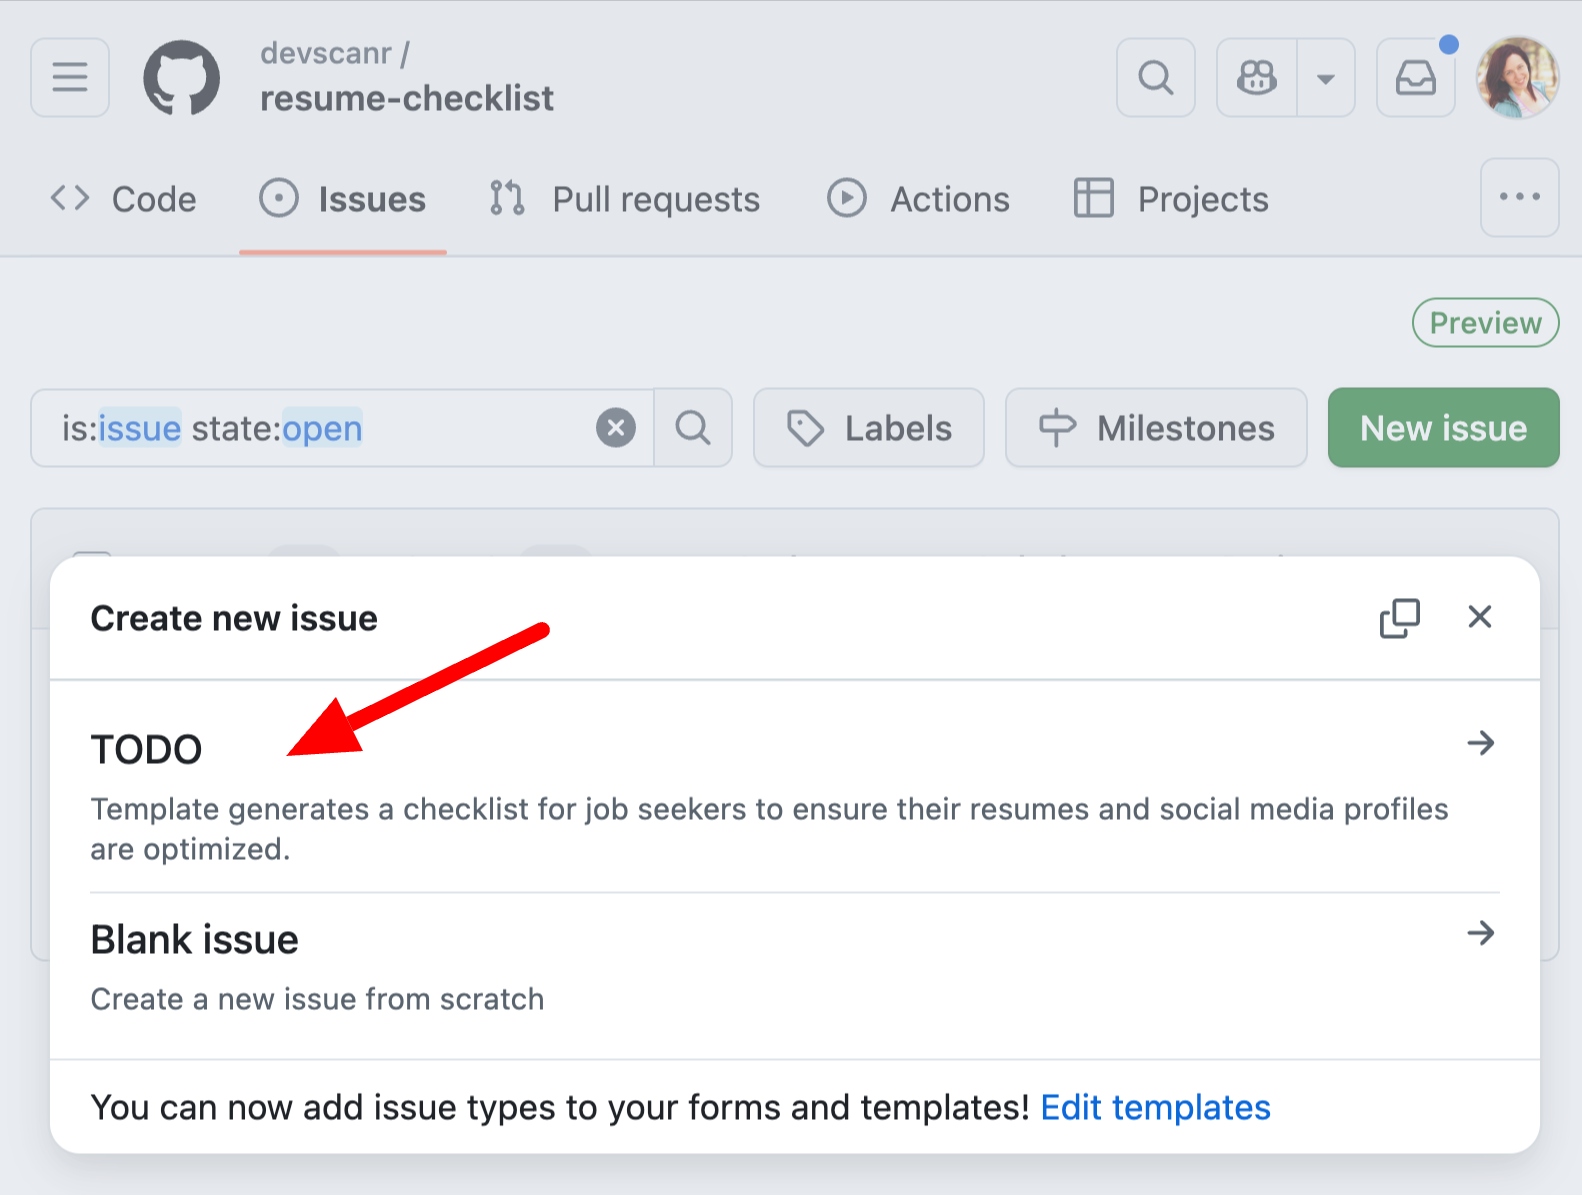 devscanr /
resume-checklist
Code
Issues
Pull requests
Actions
Projects
Preview
is:issue state:open
Labels
Milestones
New issue
Create new issue
TODO
Template generates a checklist for job seekers to ensure their resumes and social media profiles
are optimized.
Blank issue
Create a new issue from scratch
You can now add issue types to your forms and templates! Edit templates